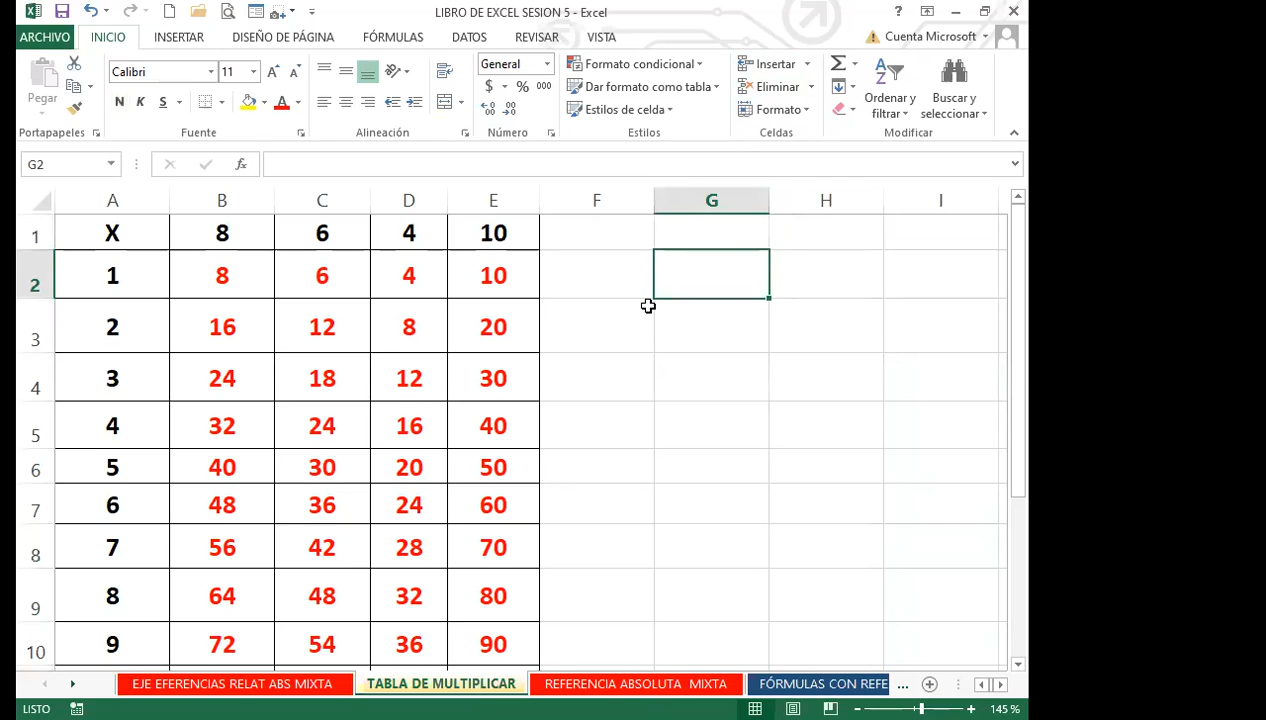 LIBRO DE EXCEL SESION 5 - Excel
?
ARCHIVO INICIO INSERTAR DISEÑO DE PÁGINA FÓRMULAS DATOS REVISAR VISTA Cuenta Microsoft
Pegar
Calibri 11
N K S A
General
$ % 000
Formato condicional
Dar formato como tabla
Estilos de celda
Insertar
Eliminar
Formato
Σ
Ordenar y filtrar
Buscar y seleccionar
Portapapeles Fuente Alineación Número Estilos Celdas Modificar
G2 fx
A B C D E F G H I
1 X 8 6 4 10
2 1 8 6 4 10
3 2 16 12 8 20
4 3 24 18 12 30
5 4 32 24 16 40
6 5 40 30 20 50
7 6 48 36 24 60
8 7 56 42 28 70
9 8 64 48 32 80
10 9 72 54 36 90
EJE EFERENCIAS RELAT ABS MIXTA TABLA DE MULTIPLICAR REFERENCIA ABSOLUTA MIXTA FÓRMULAS CON REFE ...
LISTO 145 %